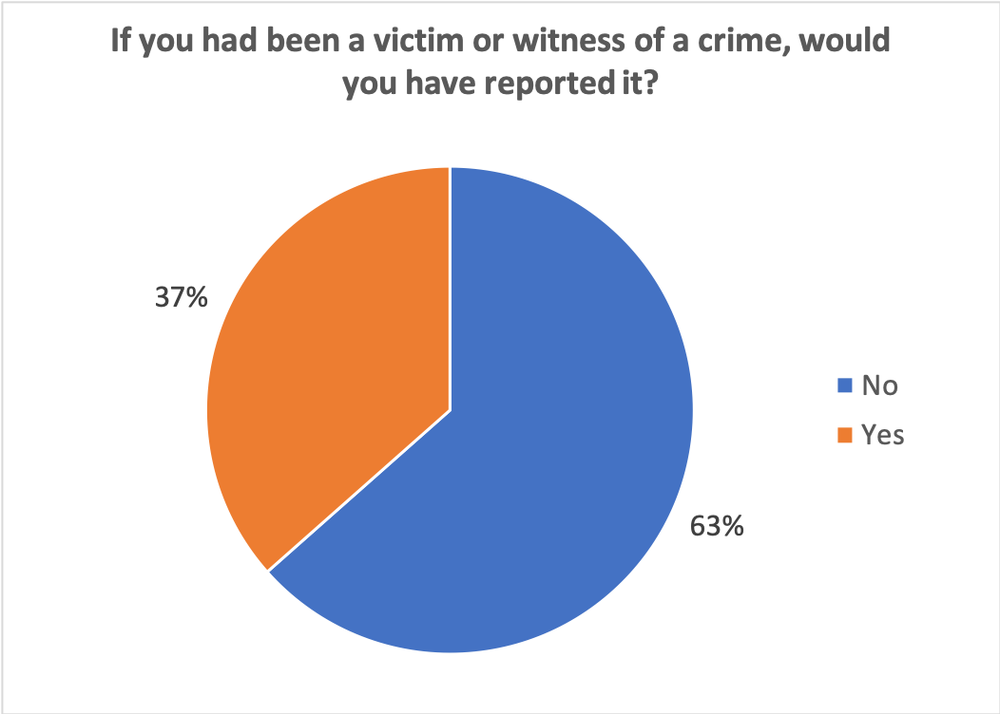 If you had been a victim or witness of a crime, would
you have reported it?
37%
No
Yes
63%